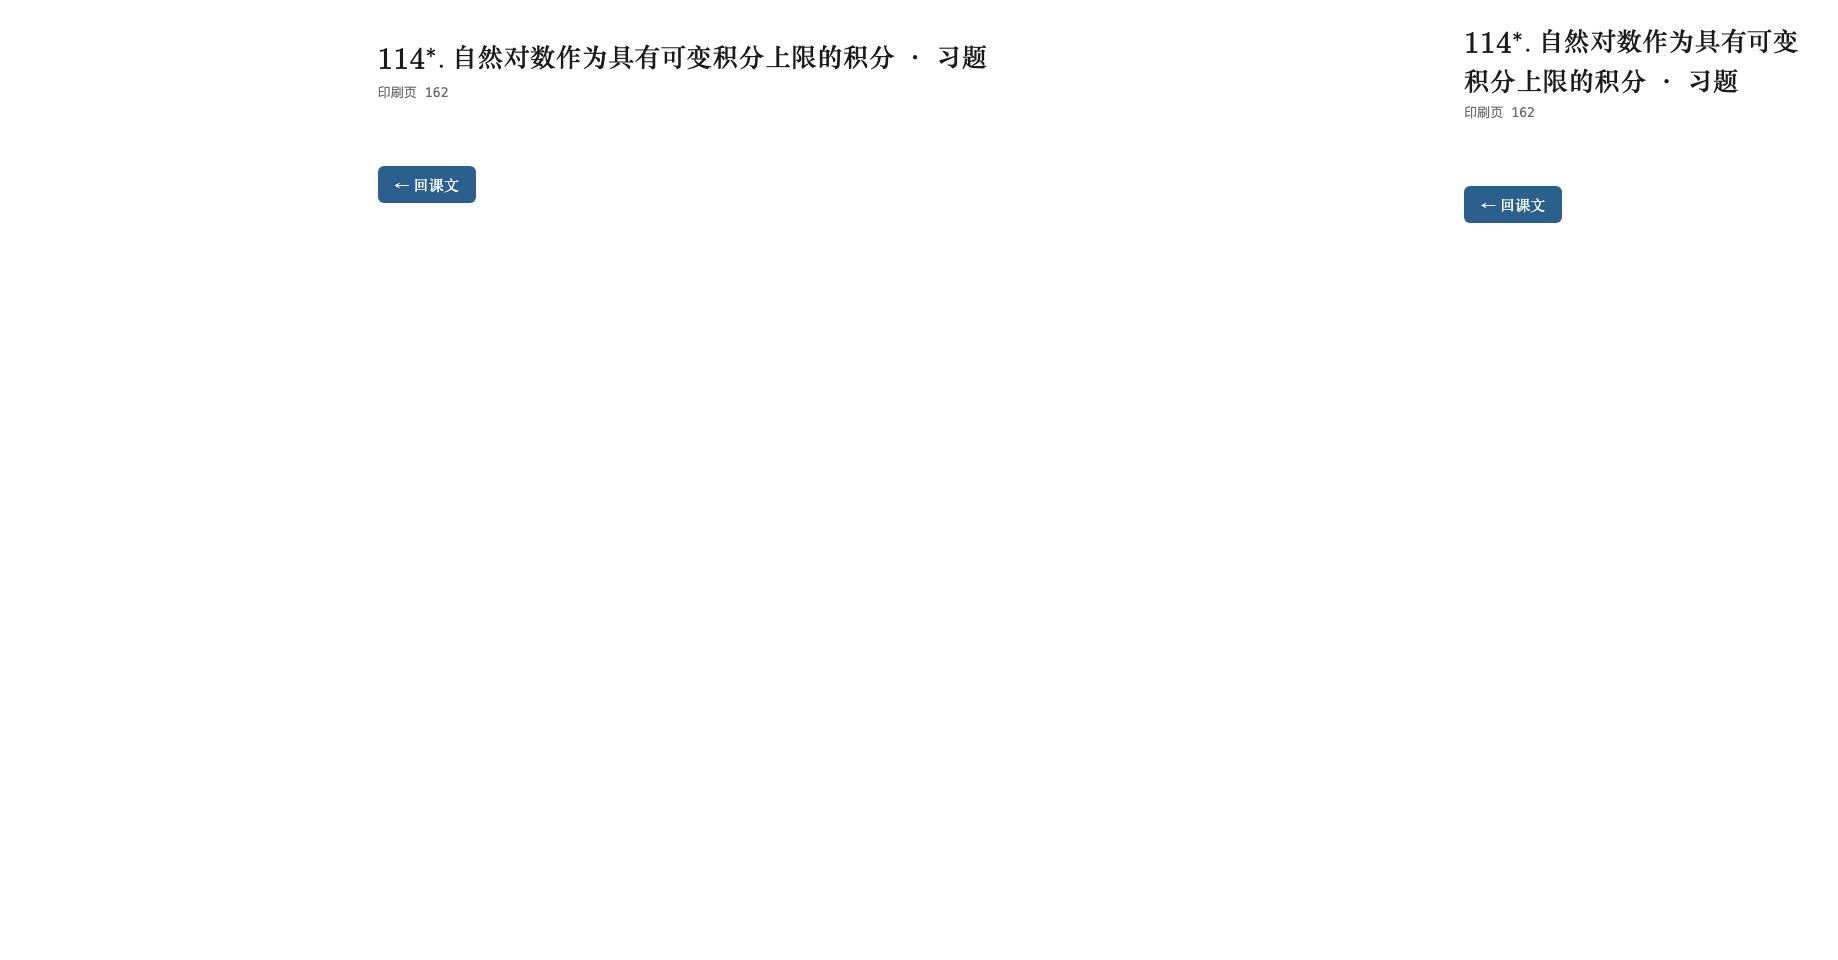 114*. 自然对数作为具有可变积分上限的积分 · 习题
印刷页 162
← 回课文
114*. 自然对数作为具有可变
积分上限的积分 · 习题
印刷页 162
← 回课文